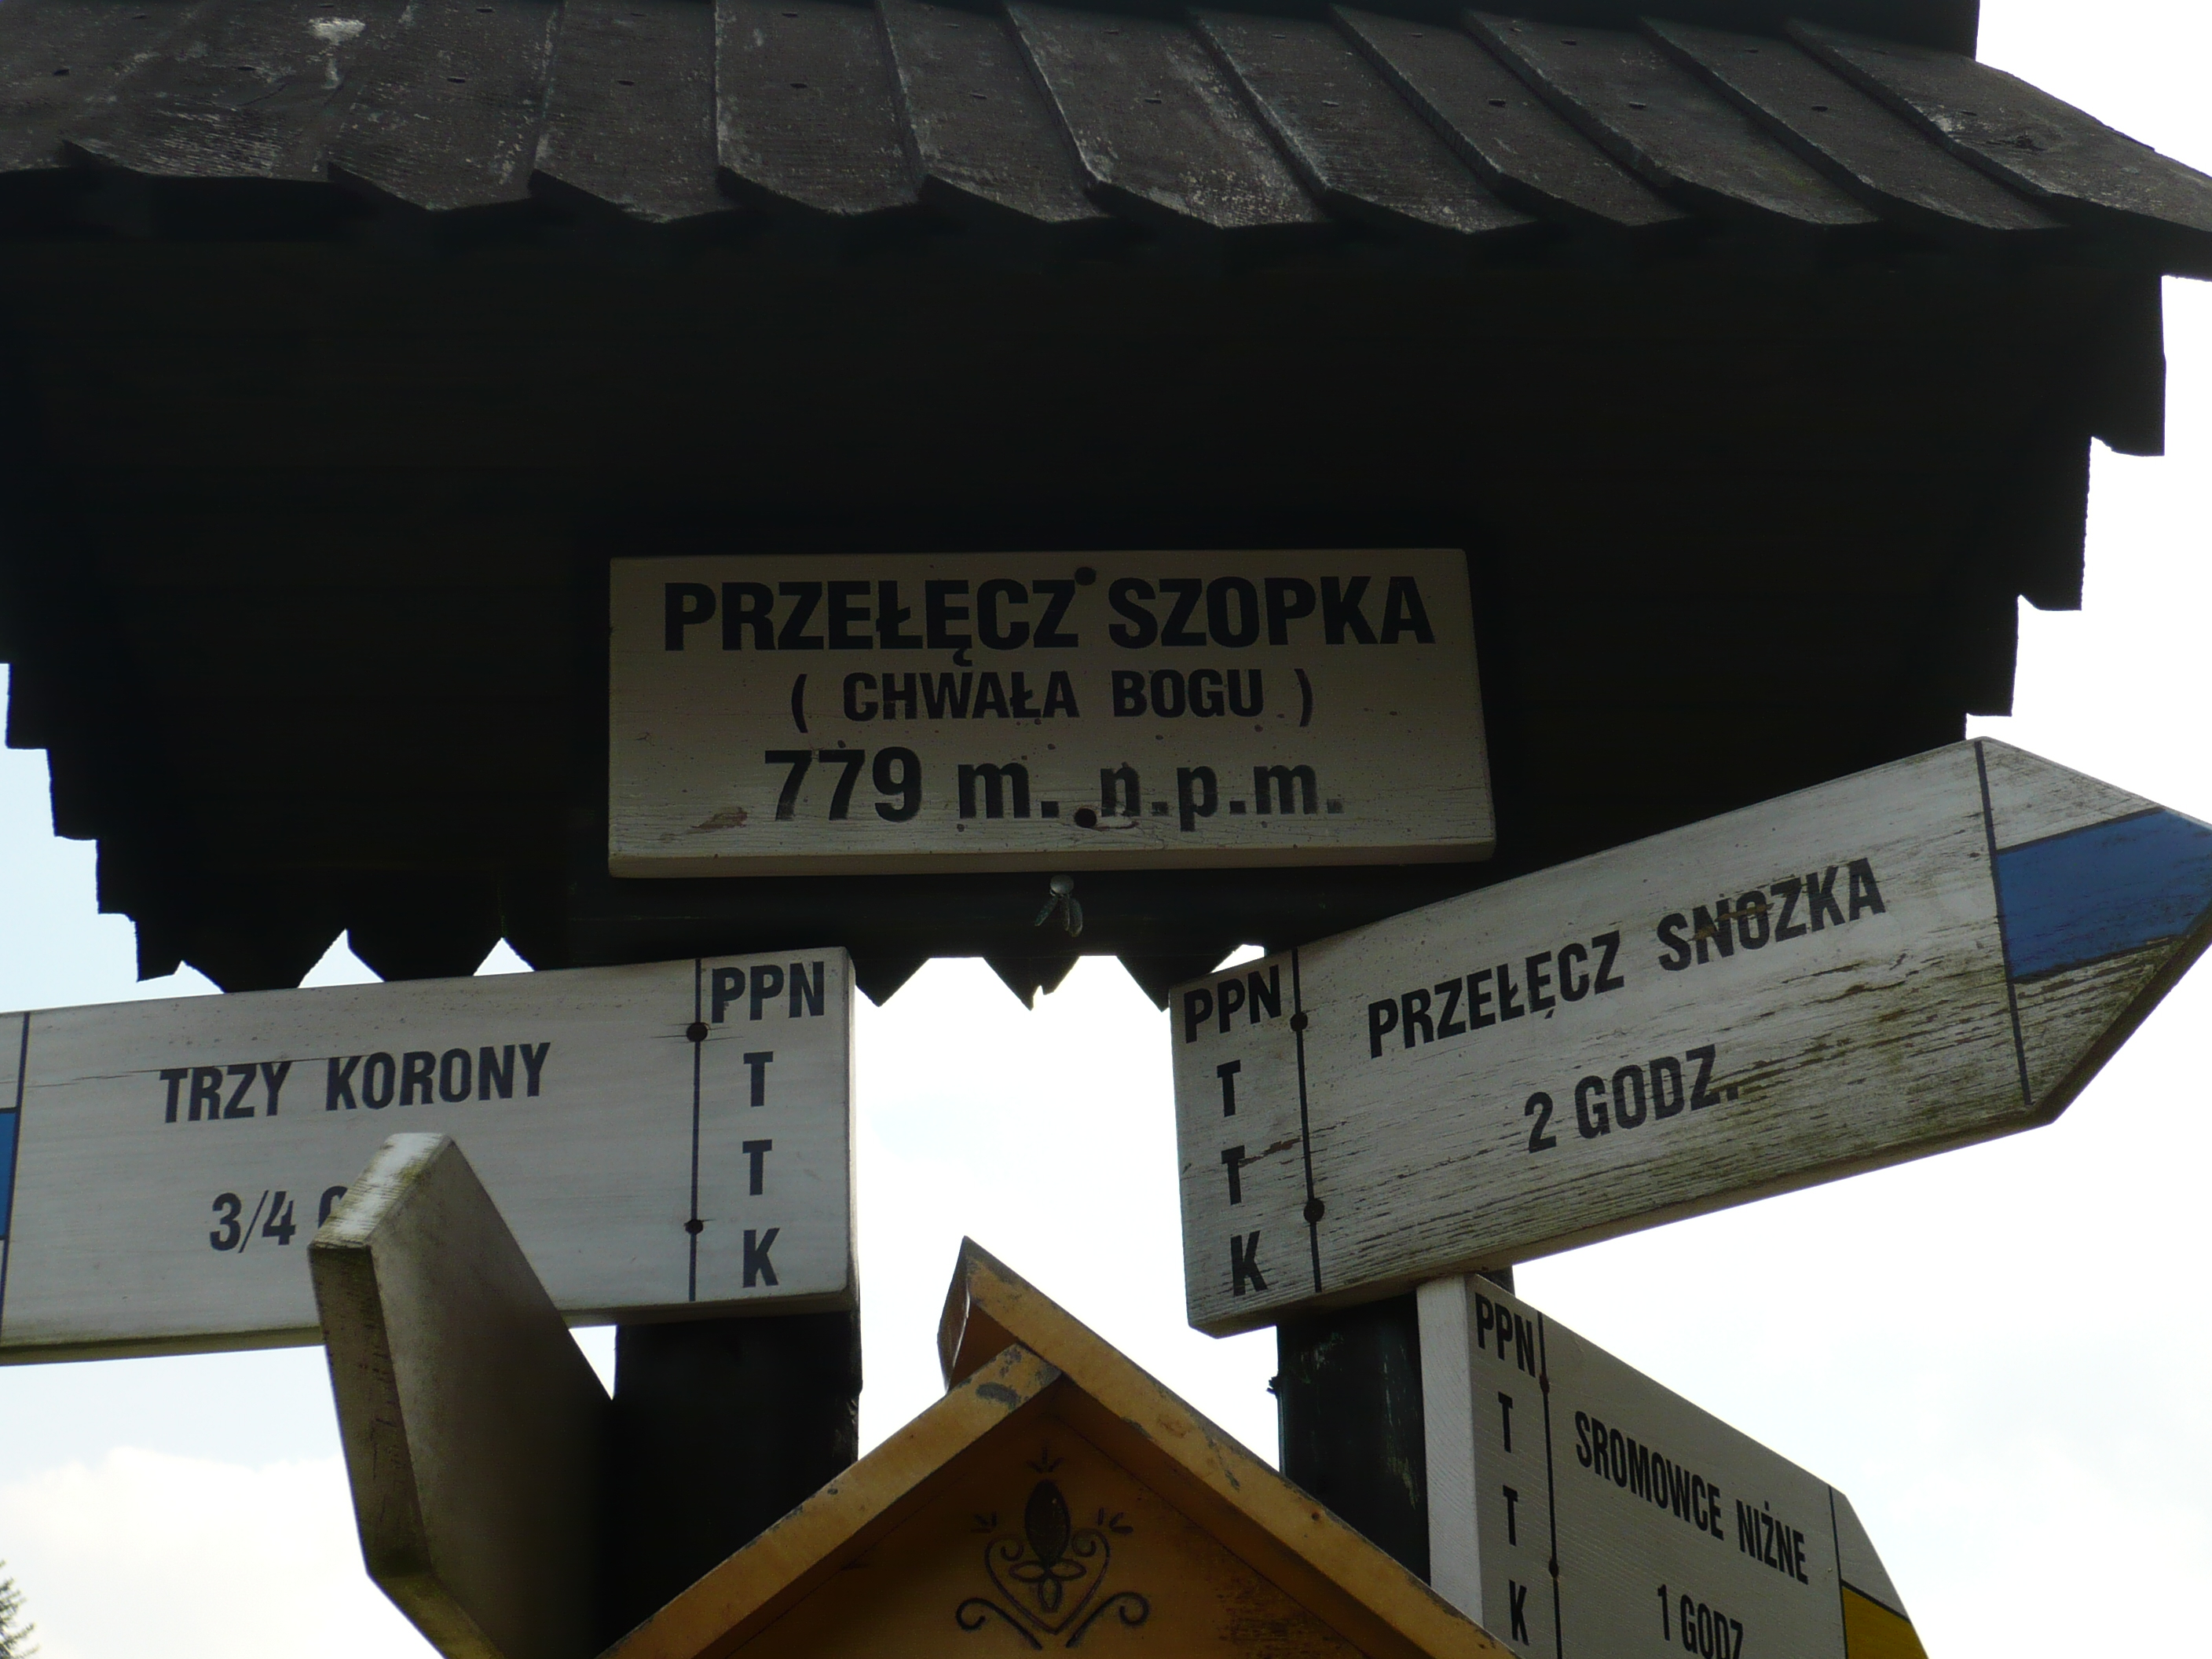 PRZEŁĘCZ SZOPKA
( CHWAŁA BOGU )
779 m. n.p.m.
TRZY KORONY
3/4
PPN
T
T
K
PPN
T
T
K
PRZEŁĘCZ SNOZKA
2 GODZ.
PPN
T
T
K
SROMOWCE NIŻNE
1 GODZ